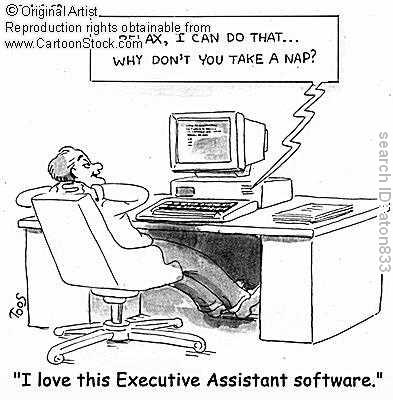 © Original Artist
Reproduction rights obtainable from
www.CartoonStock.com
RELAX, I CAN DO THAT...
WHY DON'T YOU TAKE A NAP?
search ID: aton833
"I love this Executive Assistant software."